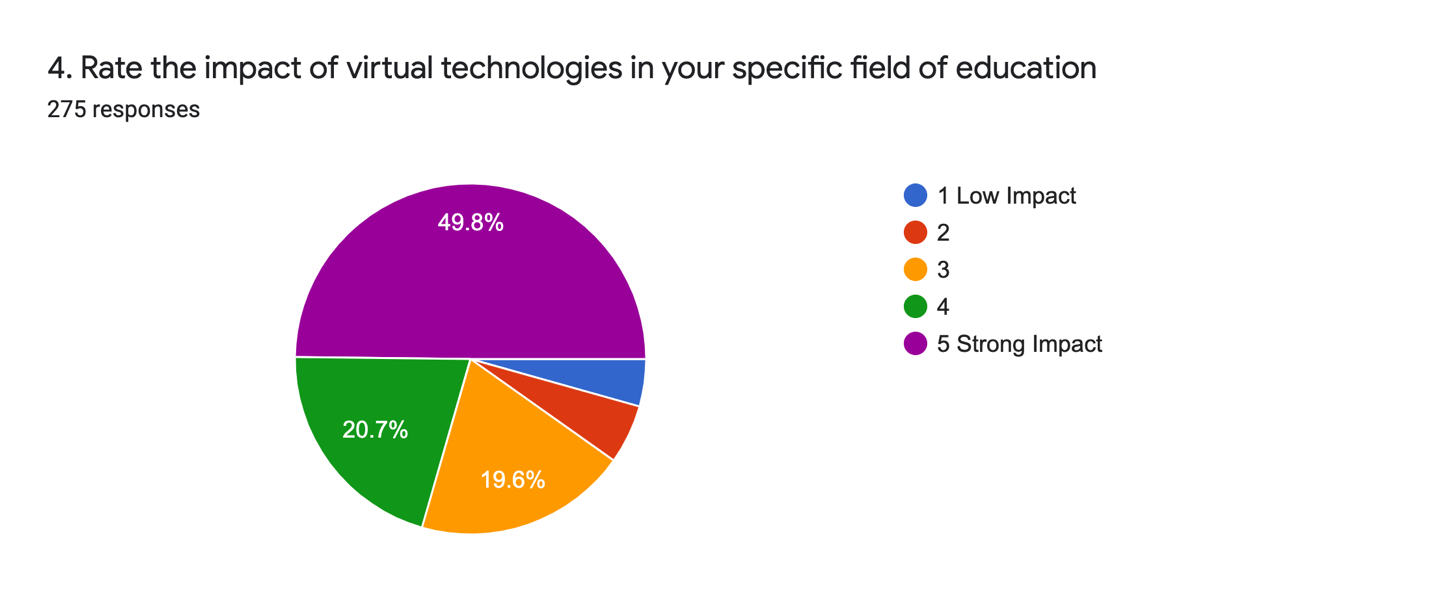 4. Rate the impact of virtual technologies in your specific field of education
275 responses
49.8%
20.7%
19.6%
1 Low Impact
2
3
4
5 Strong Impact